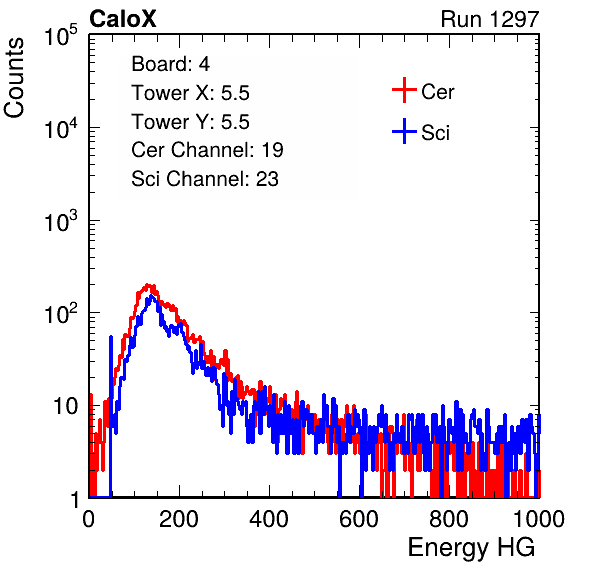 CaloX Run 1297
Counts
10^5
10^4
10^3
10^2
10
1
Board: 4
Tower X: 5.5
Tower Y: 5.5
Cer Channel: 19
Sci Channel: 23
Cer
Sci
0 200 400 600 800 1000
Energy HG